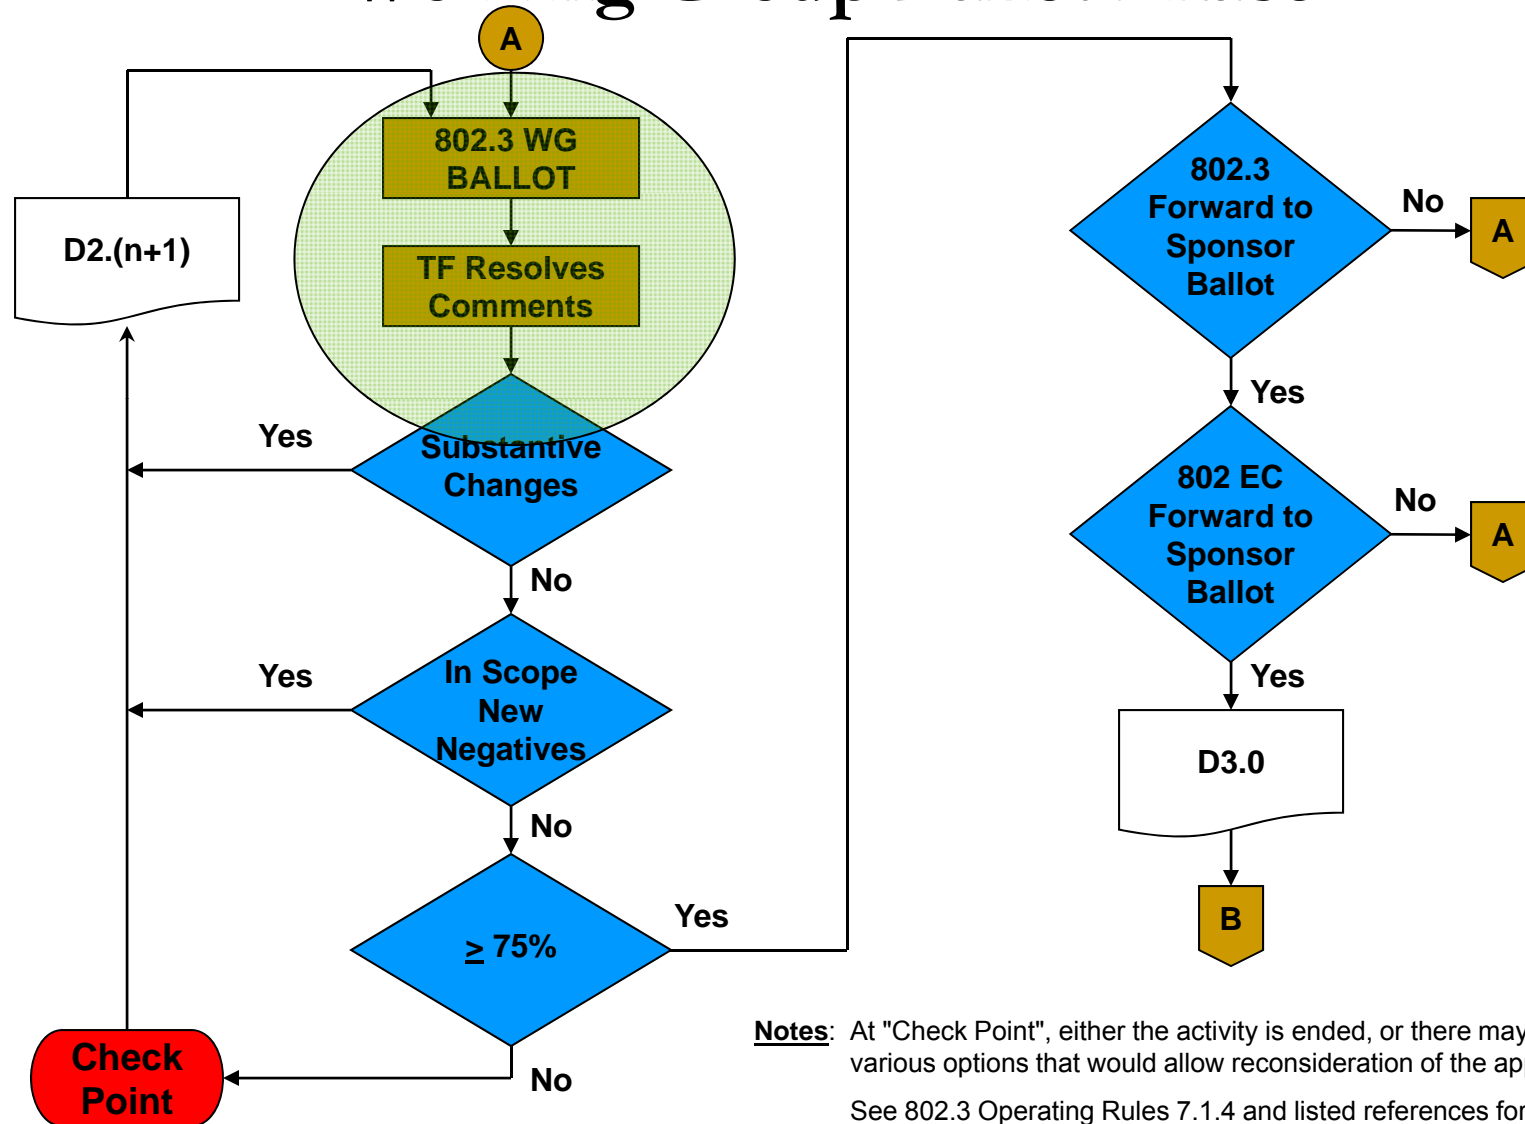 A
802.3 WG
BALLOT
TF Resolves
Comments
D2.(n+1)
Substantive
Changes
Yes
No
In Scope
New
Negatives
Yes
No
≥ 75%
Yes
No
Check
Point
802.3
Forward to
Sponsor
Ballot
No
A
Yes
802 EC
Forward to
Sponsor
Ballot
No
A
Yes
D3.0
B
Notes: At "Check Point", either the activity is ended, or there may
various options that would allow reconsideration of the
See 802.3 Operating Rules 7.1.4 and listed references for